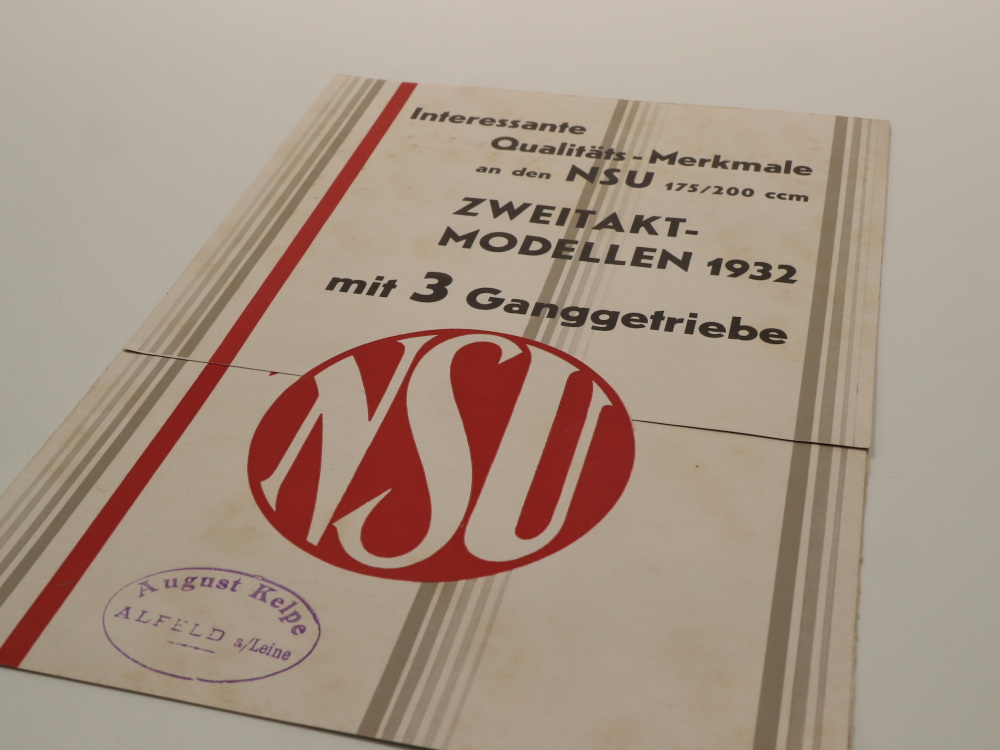 Interessante
Qualitäts-Merkmale
an den NSU 175/200 ccm
ZWEITAKT-
MODELLEN 1932
mit 3 Ganggetriebe
NSU
August Kelpe
ALFELD a/Leine